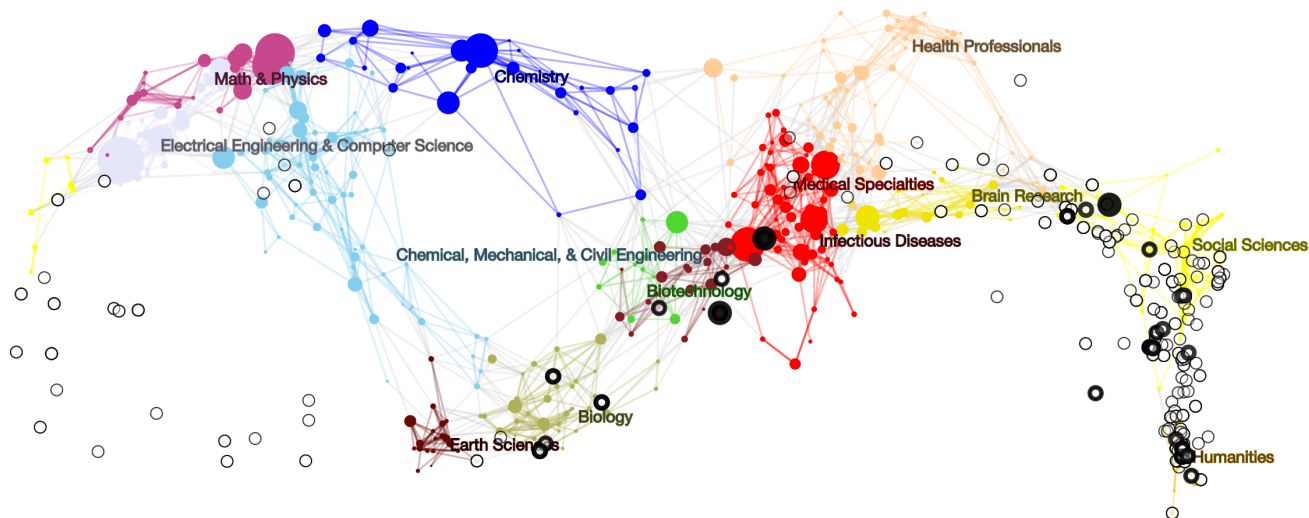 Health Professionals
Math & Physics
Chemistry
Electrical Engineering & Computer Science
Medical Specialties
Brain Research
Infectious Diseases
Social Sciences
Chemical, Mechanical, & Civil Engineering
Biotechnology
Biology
Earth Sciences
Humanities